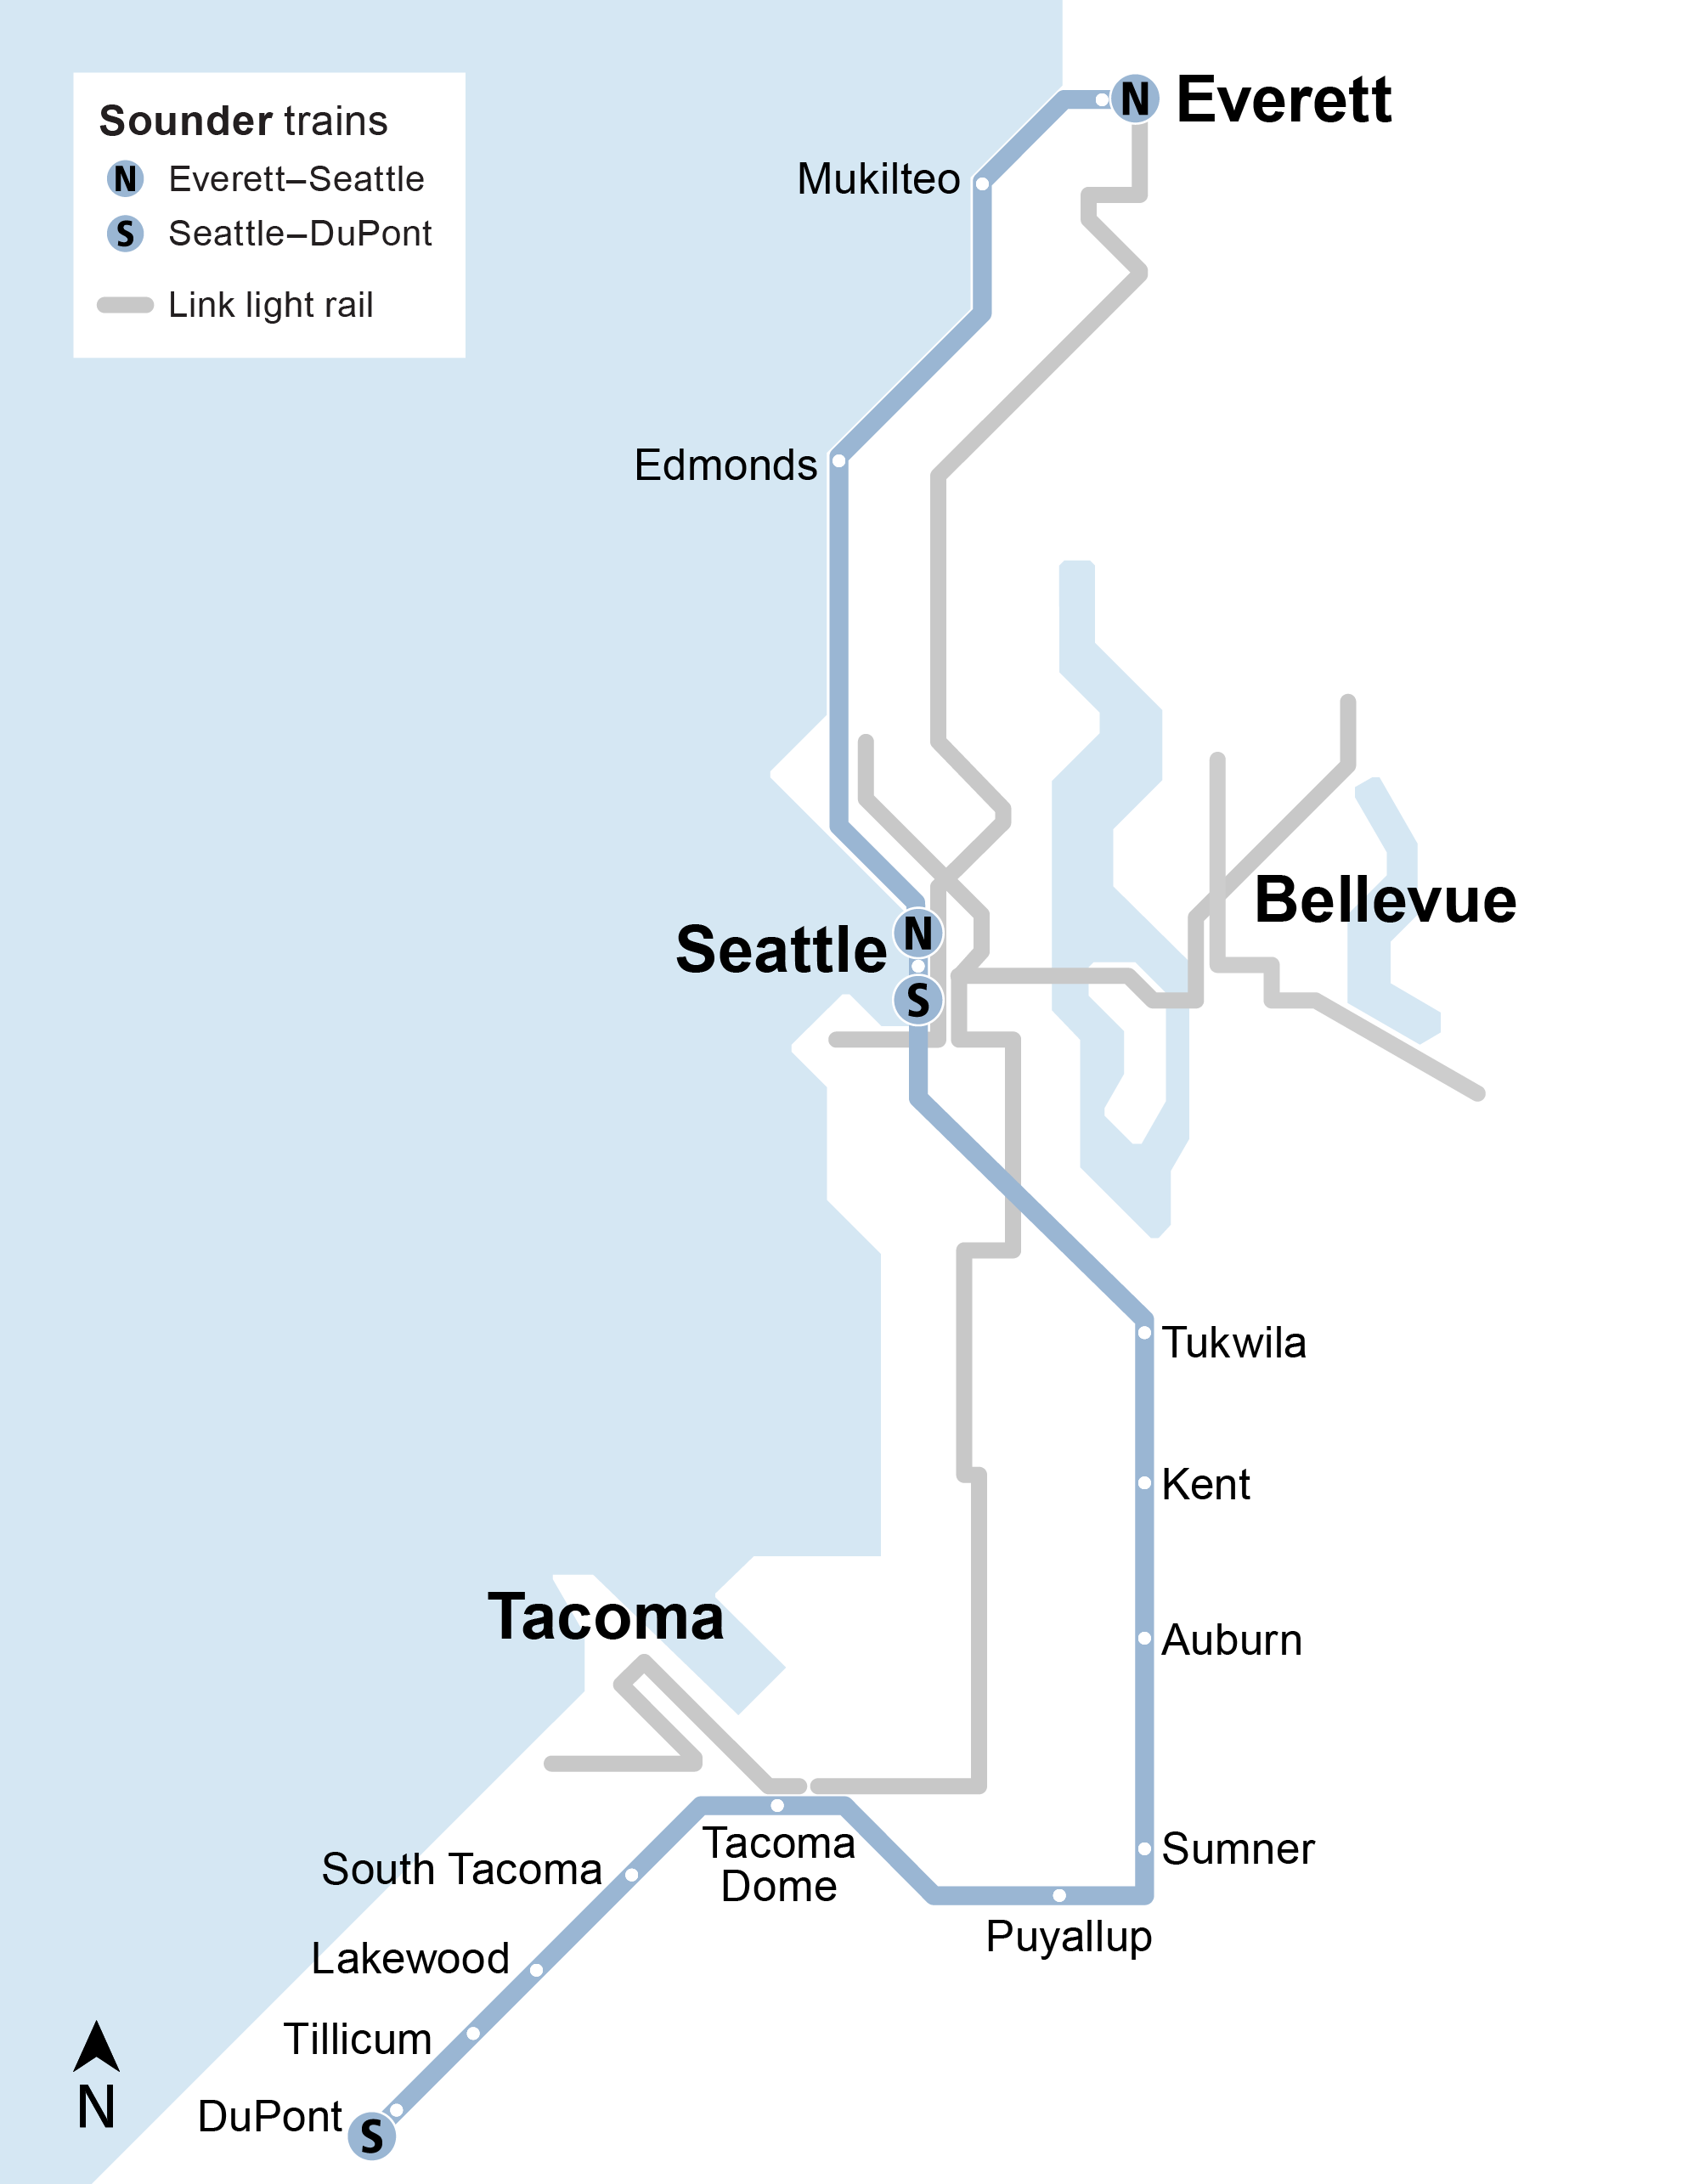 Sounder trains
N Everett–Seattle
S Seattle–DuPont
Link light rail
N Everett
Mukilteo
Edmonds
Bellevue
Seattle N
S
Tukwila
Kent
Tacoma
Auburn
Sumner
Tacoma
Dome
South Tacoma
Puyallup
Lakewood
Tillicum
DuPont
S
N